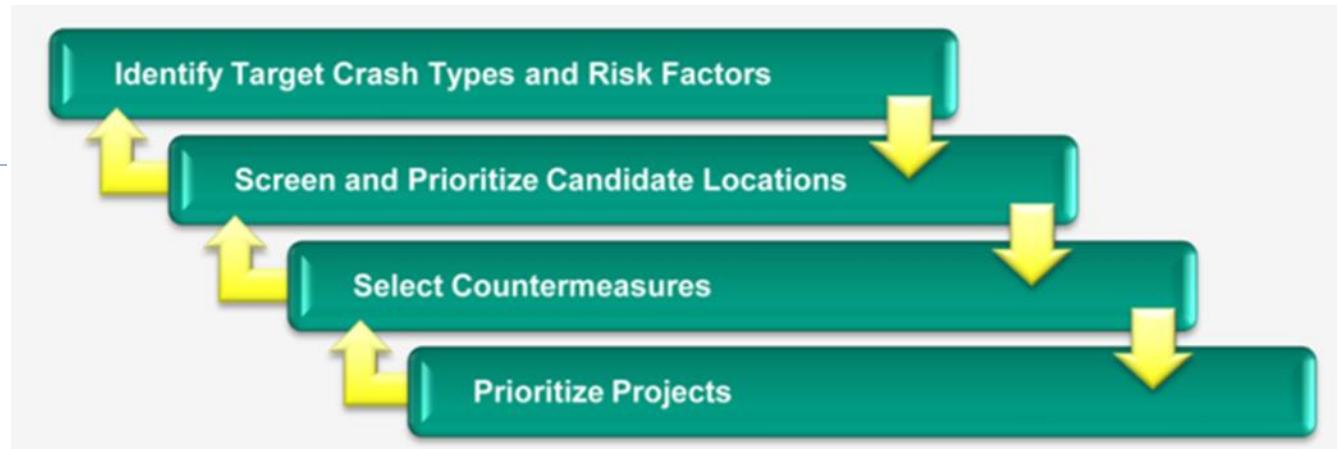 Identify Target Crash Types and Risk Factors
Screen and Prioritize Candidate Locations
Select Countermeasures
Prioritize Projects